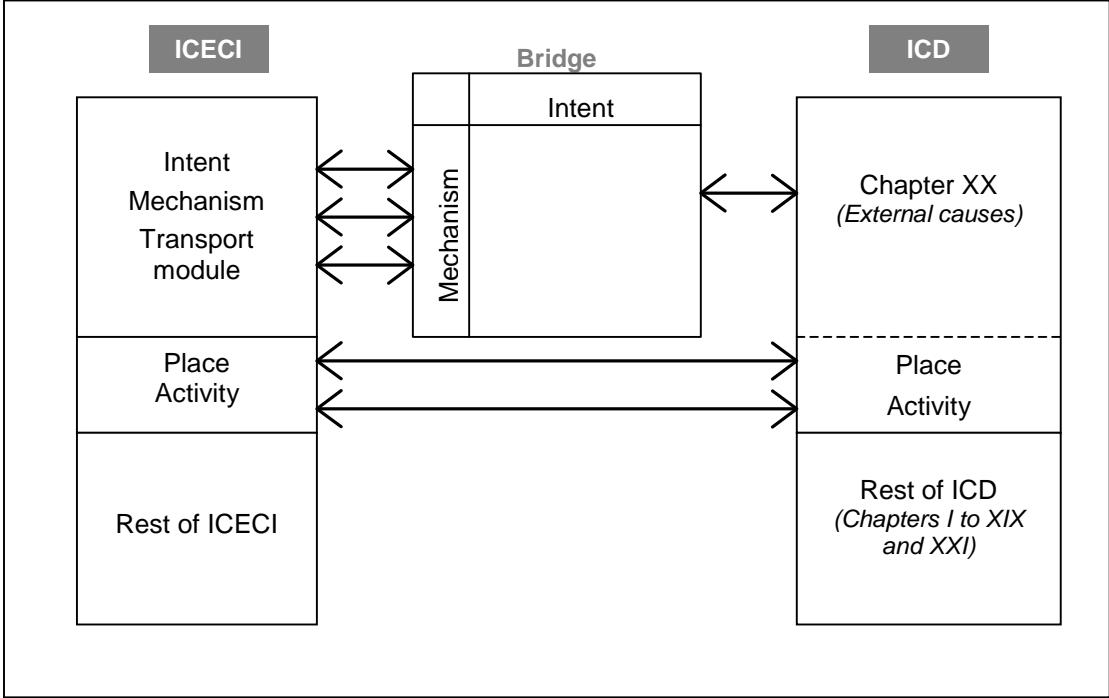 ICECI
Bridge
ICD
Intent
Mechanism
Intent
Mechanism
Transport
module
Chapter XX
(External causes)
Place
Activity
Place
Activity
Rest of ICECI
Rest of ICD
(Chapters I to XIX
and XXI)